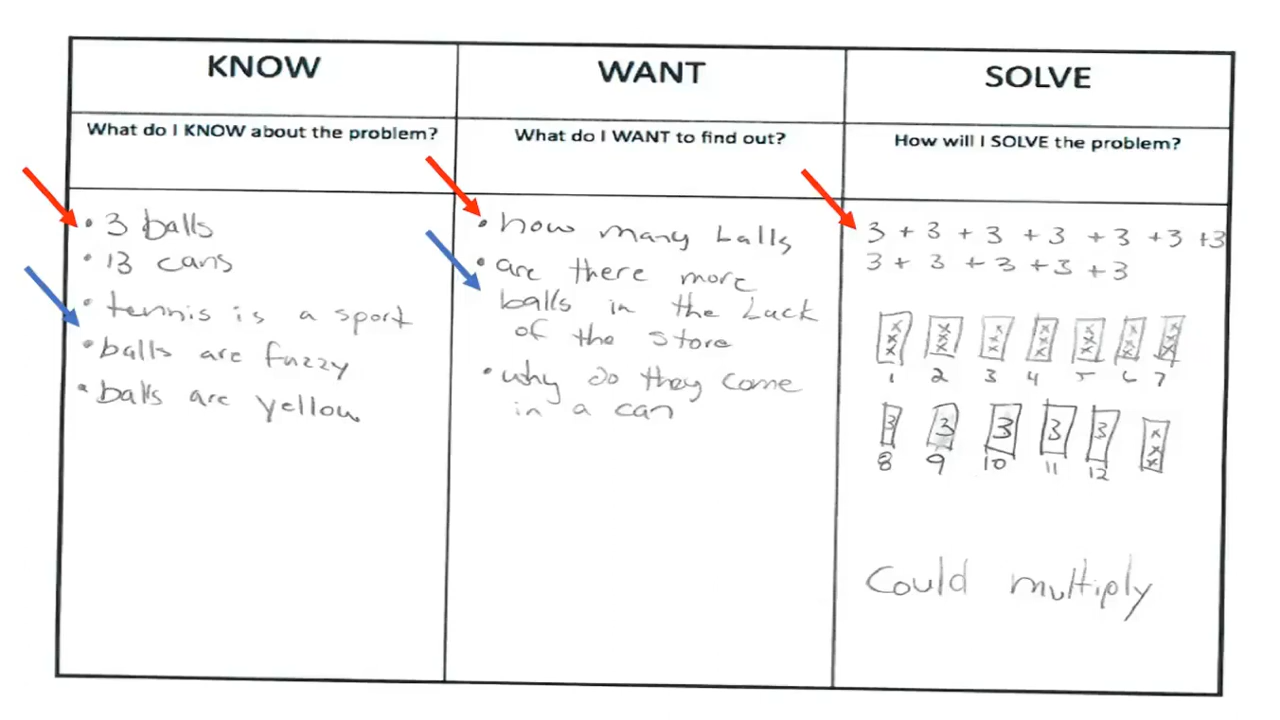 KNOW
WANT
SOLVE
What do I KNOW about the problem?
What do I WANT to find out?
How will I SOLVE the problem?
• 3 balls
• 13 cans
• tennis is a sport
• balls are fuzzy
• balls are yellow
• how many balls
• are there more
balls in the back
of the store
• why do they come
in a can
3 + 3 + 3 + 3 + 3 +3 +3
3 + 3 + 3 + 3 + 3
x x x x x x x x x x x x x x x x x x x x x
1 2 3 4 5 6 7
3 3 3 3 3 x x x
8 9 10 11 12
Could multiply